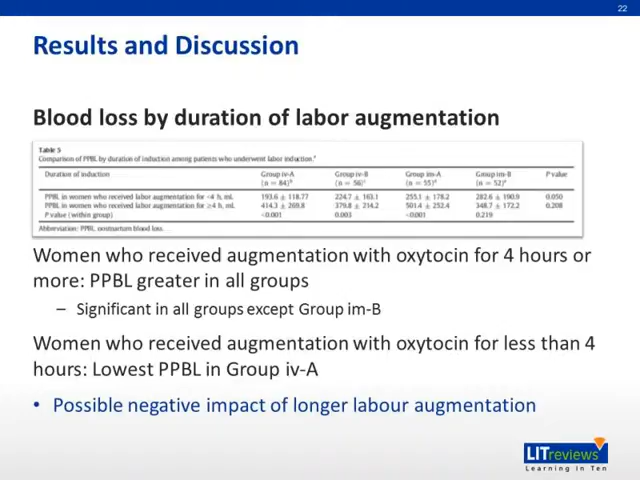 22
Results and Discussion
Blood loss by duration of labor augmentation
Table 3
Comparison of PPBL by duration of induction among patients who underwent labor induction.
Duration of induction Group iv-A Group iv-B Group im-A Group im-B P value
(n = 84) (n = 56) (n = 55) (n = 52)
PPBL in women who received labor augmentation for <4 h, mL 193.6 ± 118.77 224.7 ± 163.1 255.1 ± 178.2 282.6 ± 190.9 0.050
PPBL in women who received labor augmentation for ≥4 h, mL 414.3 ± 269.8 379.8 ± 214.2 501.4 ± 252.4 348.7 ± 172.2 0.208
P value (within group) <0.001 0.003 <0.001 0.219
Abbreviation: PPBL, postpartum blood loss.
Women who received augmentation with oxytocin for 4 hours or
more: PPBL greater in all groups
– Significant in all groups except Group im-B
Women who received augmentation with oxytocin for less than 4
hours: Lowest PPBL in Group iv-A
• Possible negative impact of longer labour augmentation
LITreviews
Learning in Ten